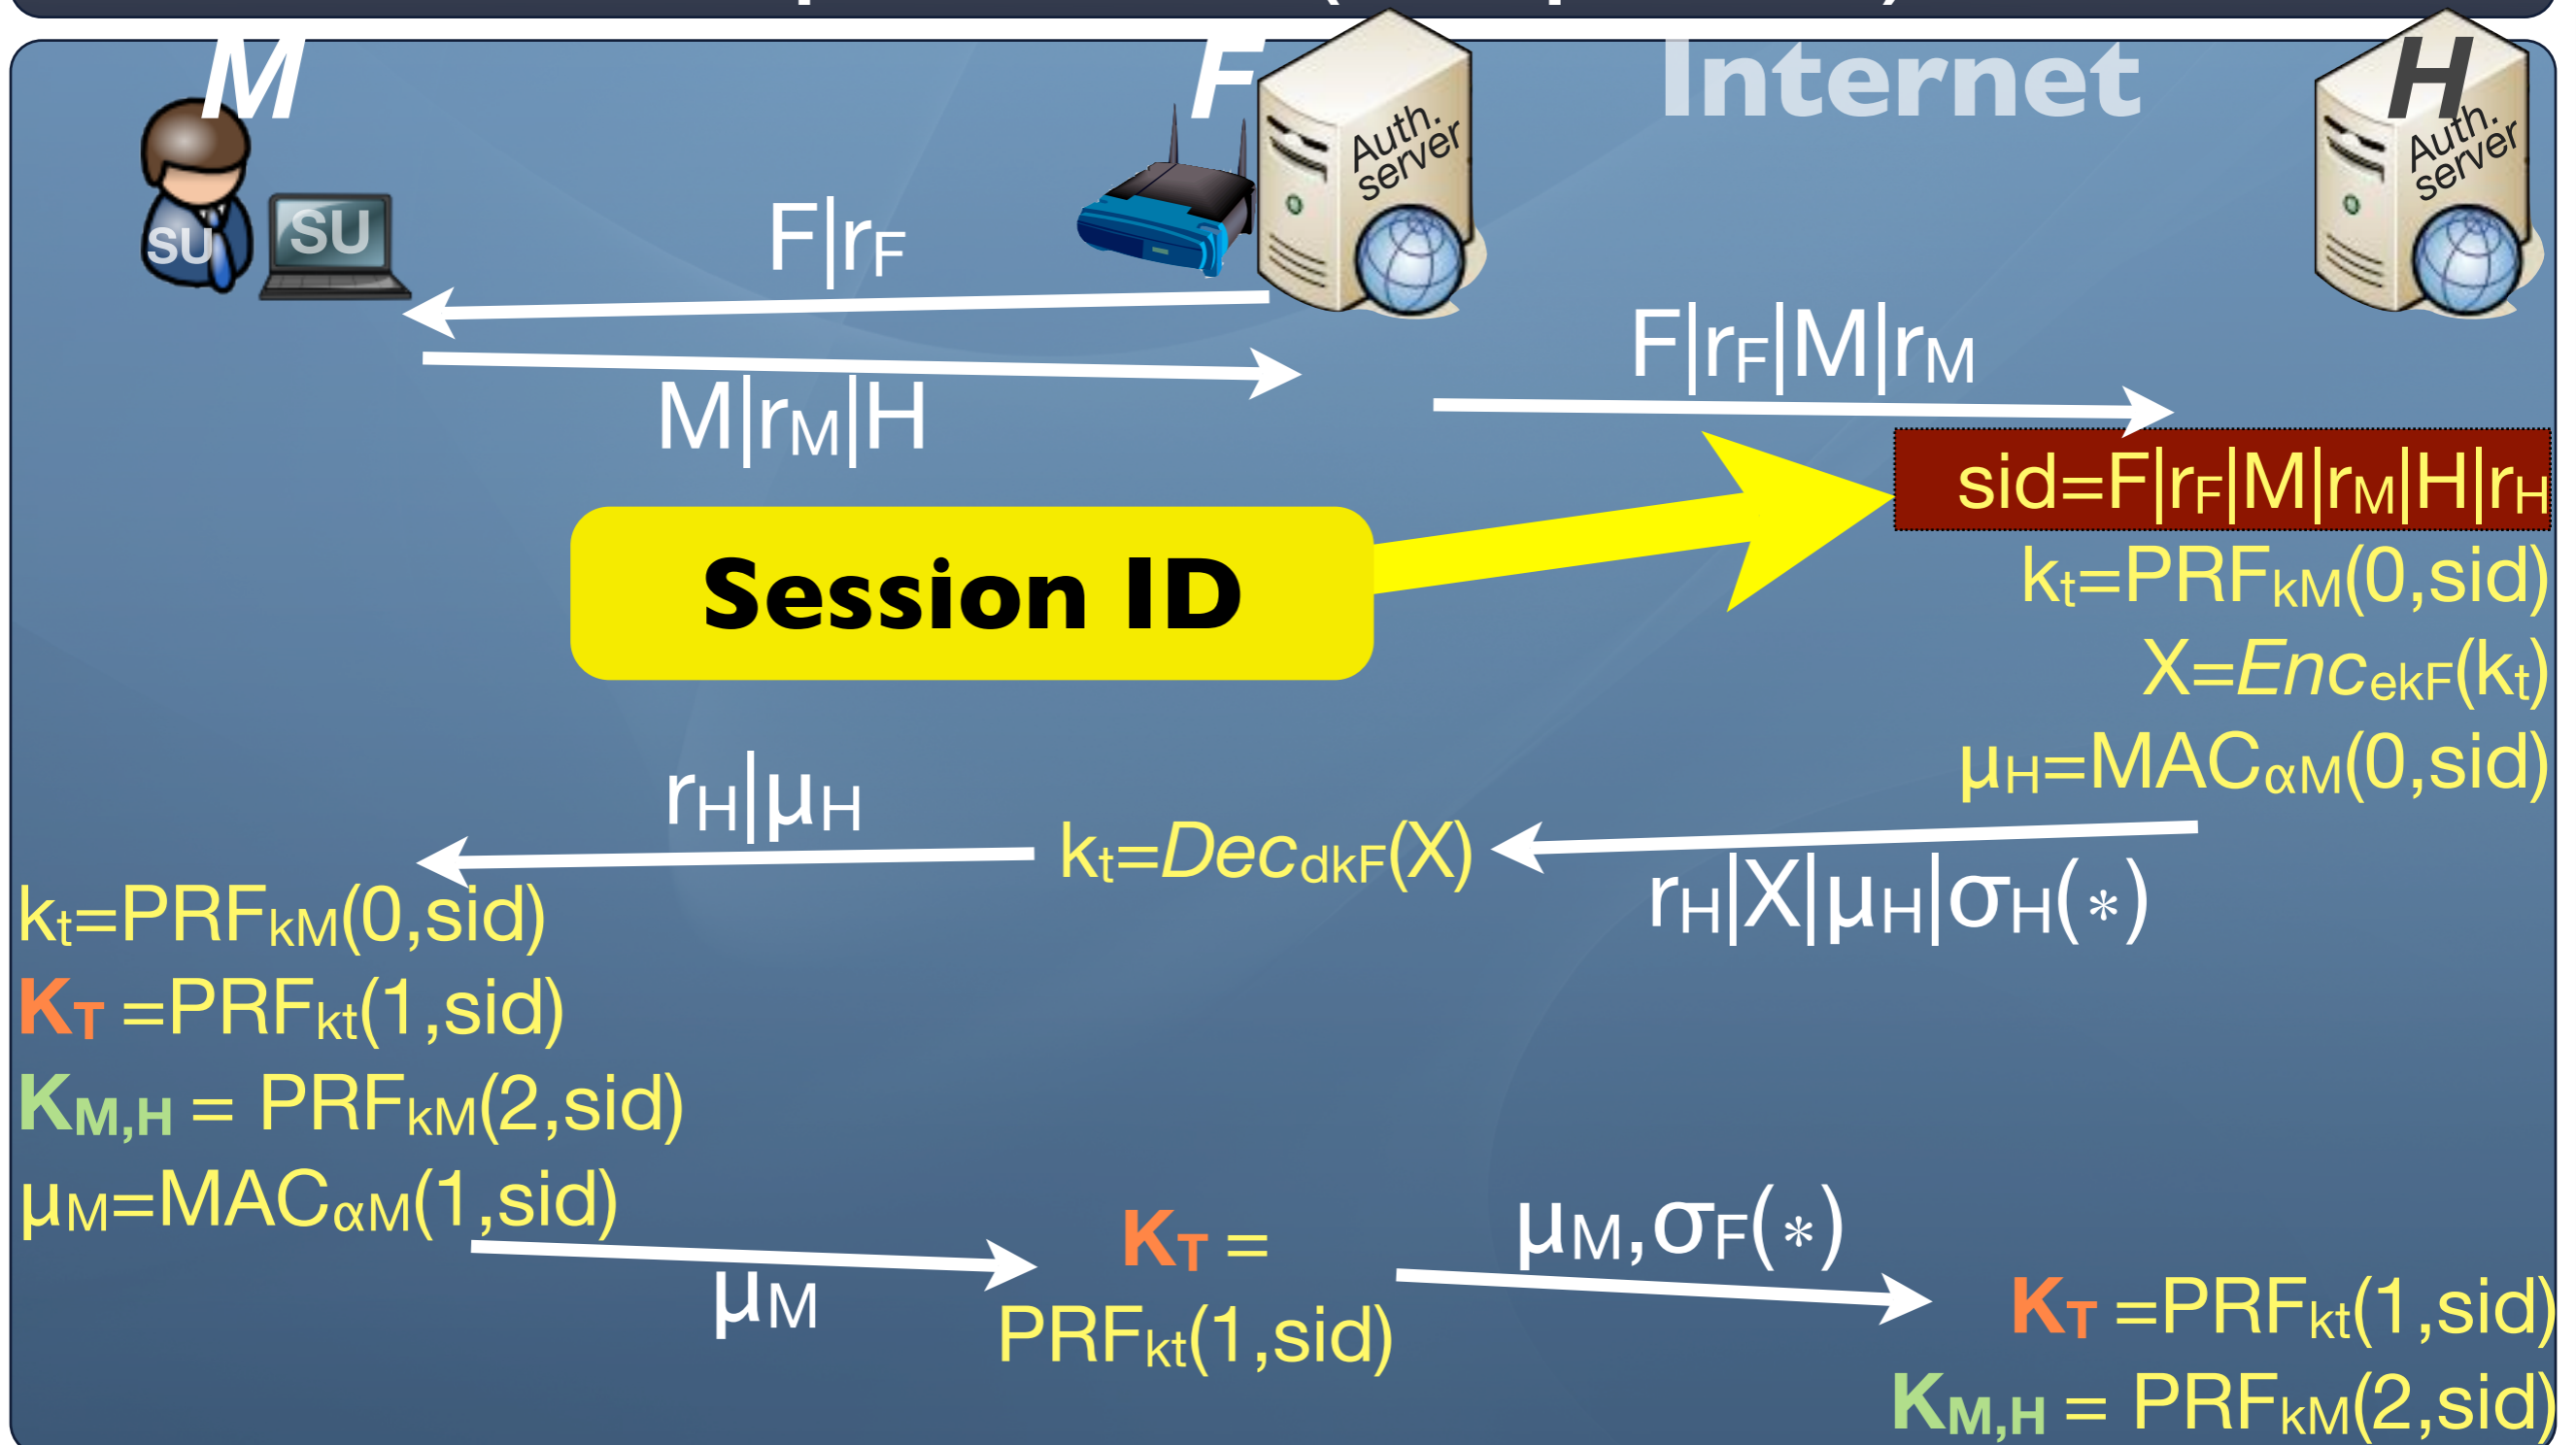 M
F
Internet
H
Auth.
server
Auth.
server
SU
SU
F|rF
F|rF|M|rM
M|rM|H
sid=F|rF|M|rM|H|rH
Session ID
kt=PRFkM(0,sid)
X=EncekF(kt)
µH=MACαM(0,sid)
rH|µH
kt=DecdkF(X)
rH|X|µH|σH(*)
kt=PRFkM(0,sid)
KT =PRFkt(1,sid)
KM,H = PRFkM(2,sid)
µM=MACαM(1,sid)
µM
KT =
PRFkt(1,sid)
µM,σF(*)
KT =PRFkt(1,sid)
KM,H = PRFkM(2,sid)